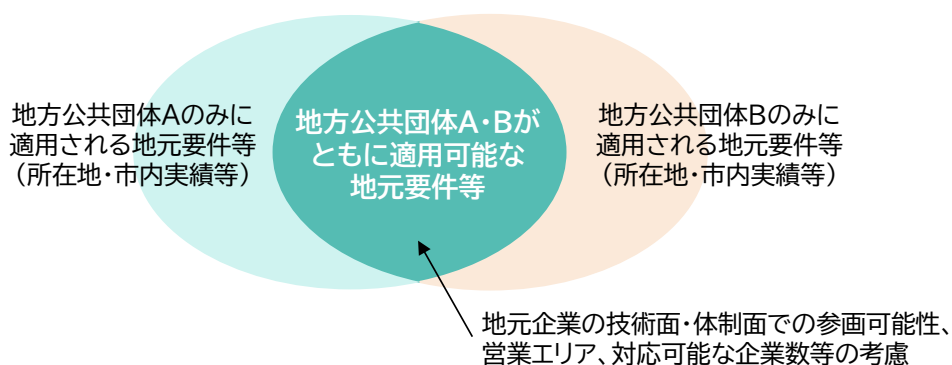 地方公共団体Aのみに
適用される地元要件等
（所在地・市内実績等）
地方公共団体A・Bが
ともに適用可能な
地元要件等
地方公共団体Bのみに
適用される地元要件等
（所在地・市内実績等）
地元企業の技術面・体制面での参画可能性、
営業エリア、対応可能な企業数等の考慮